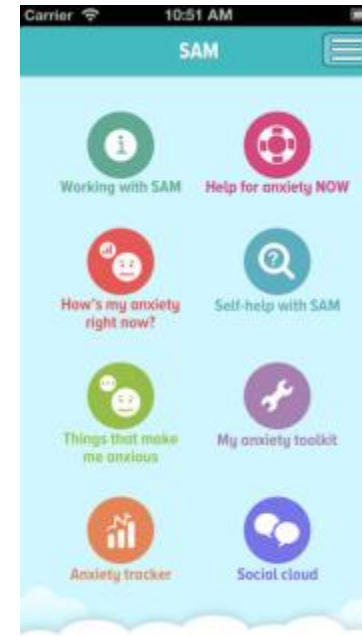 Carrier 10:51 AM
SAM
Working with SAM
Help for anxiety NOW
How's my anxiety
right now?
Self-help with SAM
Things that make
me anxious
My anxiety toolkit
Anxiety tracker
Social cloud